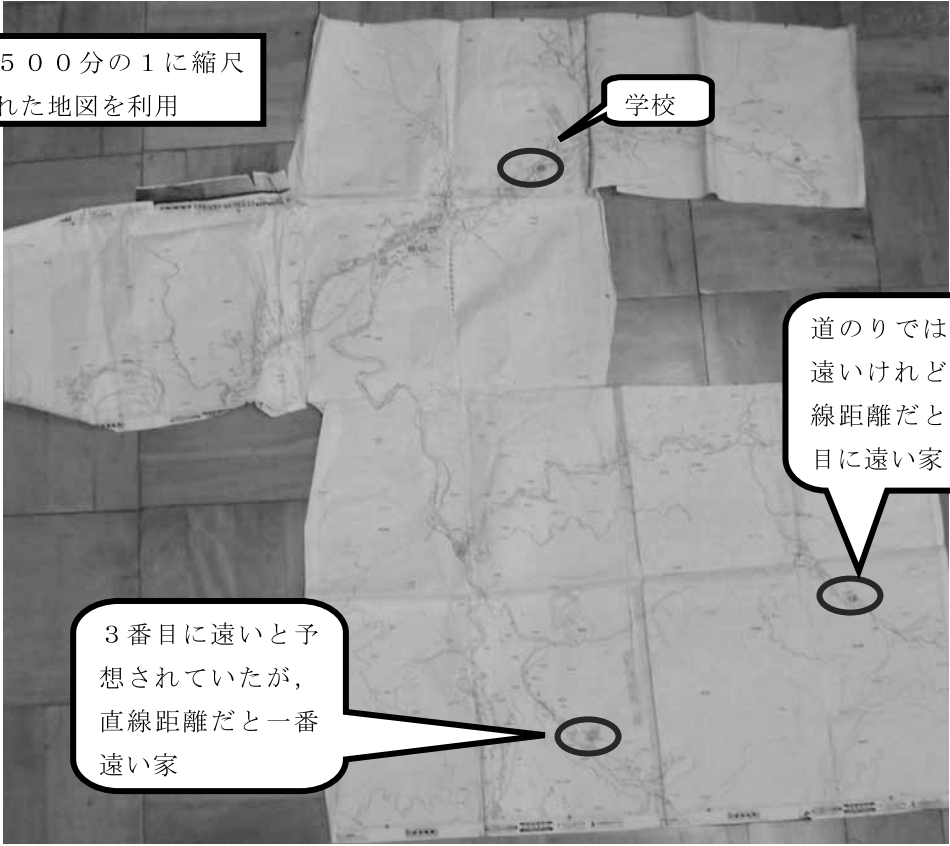 ５００分の１に縮尺
れた地図を利用
学校
道のりでは
遠いけれど
線距離だと
目に遠い家
３番目に遠いと予
想されていたが，
直線距離だと一番
遠い家